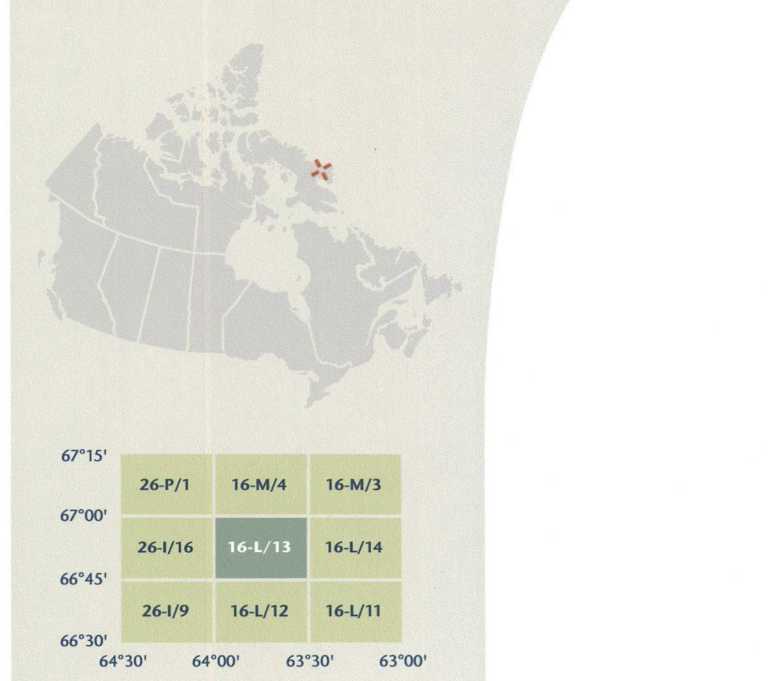 67°15'
26-P/1 16-M/4 16-M/3
67°00'
26-I/16 16-L/13 16-L/14
66°45'
26-I/9 16-L/12 16-L/11
66°30'
64°30' 64°00' 63°30' 63°00'